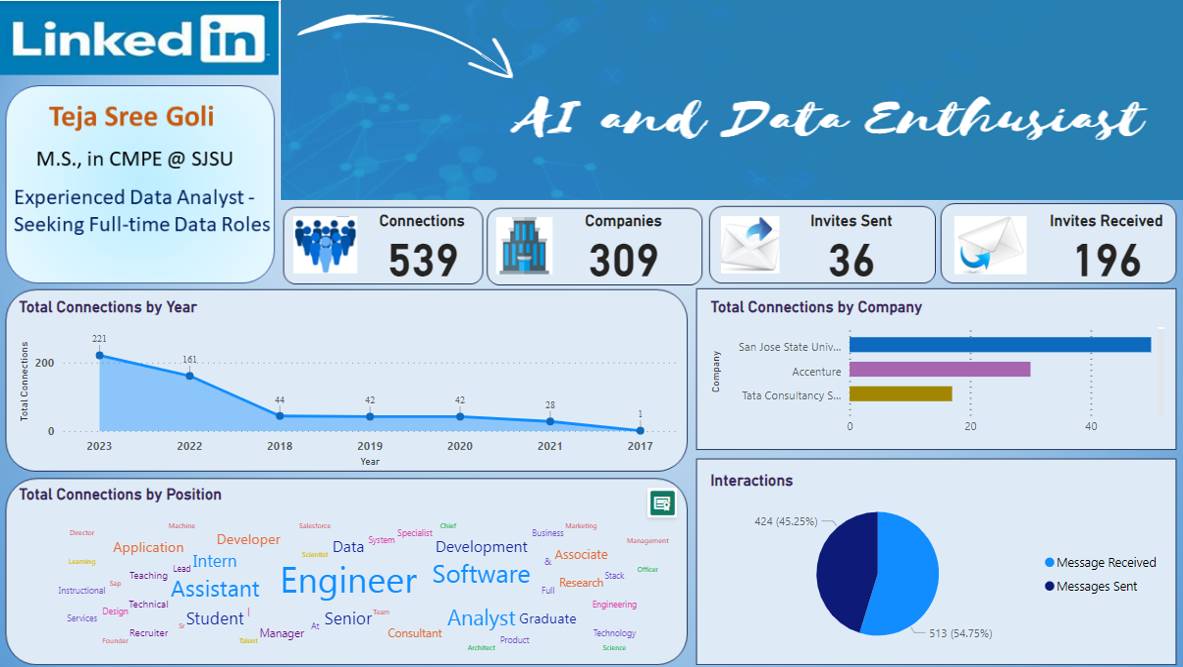 Linked in
AI and Data Enthusiast
Teja Sree Goli
M.S., in CMPE @ SJSU
Experienced Data Analyst -
Seeking Full-time Data Roles
Connections
539
Companies
309
Invites Sent
36
Invites Received
196
Total Connections by Year
Total Connections
200
0
221
161
44
42
42
28
1
2023 2022 2018 2019 2020 2021 2017
Year
Total Connections by Company
Company
San Jose State Univ...
Accenture
Tata Consultancy S...
0 20 40
Total Connections by Position
Director
Machine
Salesforce
Chief
Marketing
Application
Developer
Data
System
Specialist
Business
Management
Development
Learning
Intern
Lead
Scientist
&
Associate
Officer
Teaching
Sap
Assistant
Engineer
Software
Full
Research
Stack
Instructional
Design
Technical
Engineering
Services
Student
I
Sr
Senior
Team
Analyst
Graduate
Founder
Recruiter
Talent
Manager
At
Consultant
Product
Technology
Architect
Science
Interactions
424 (45.25%)
513 (54.75%)
Message Received
Messages Sent